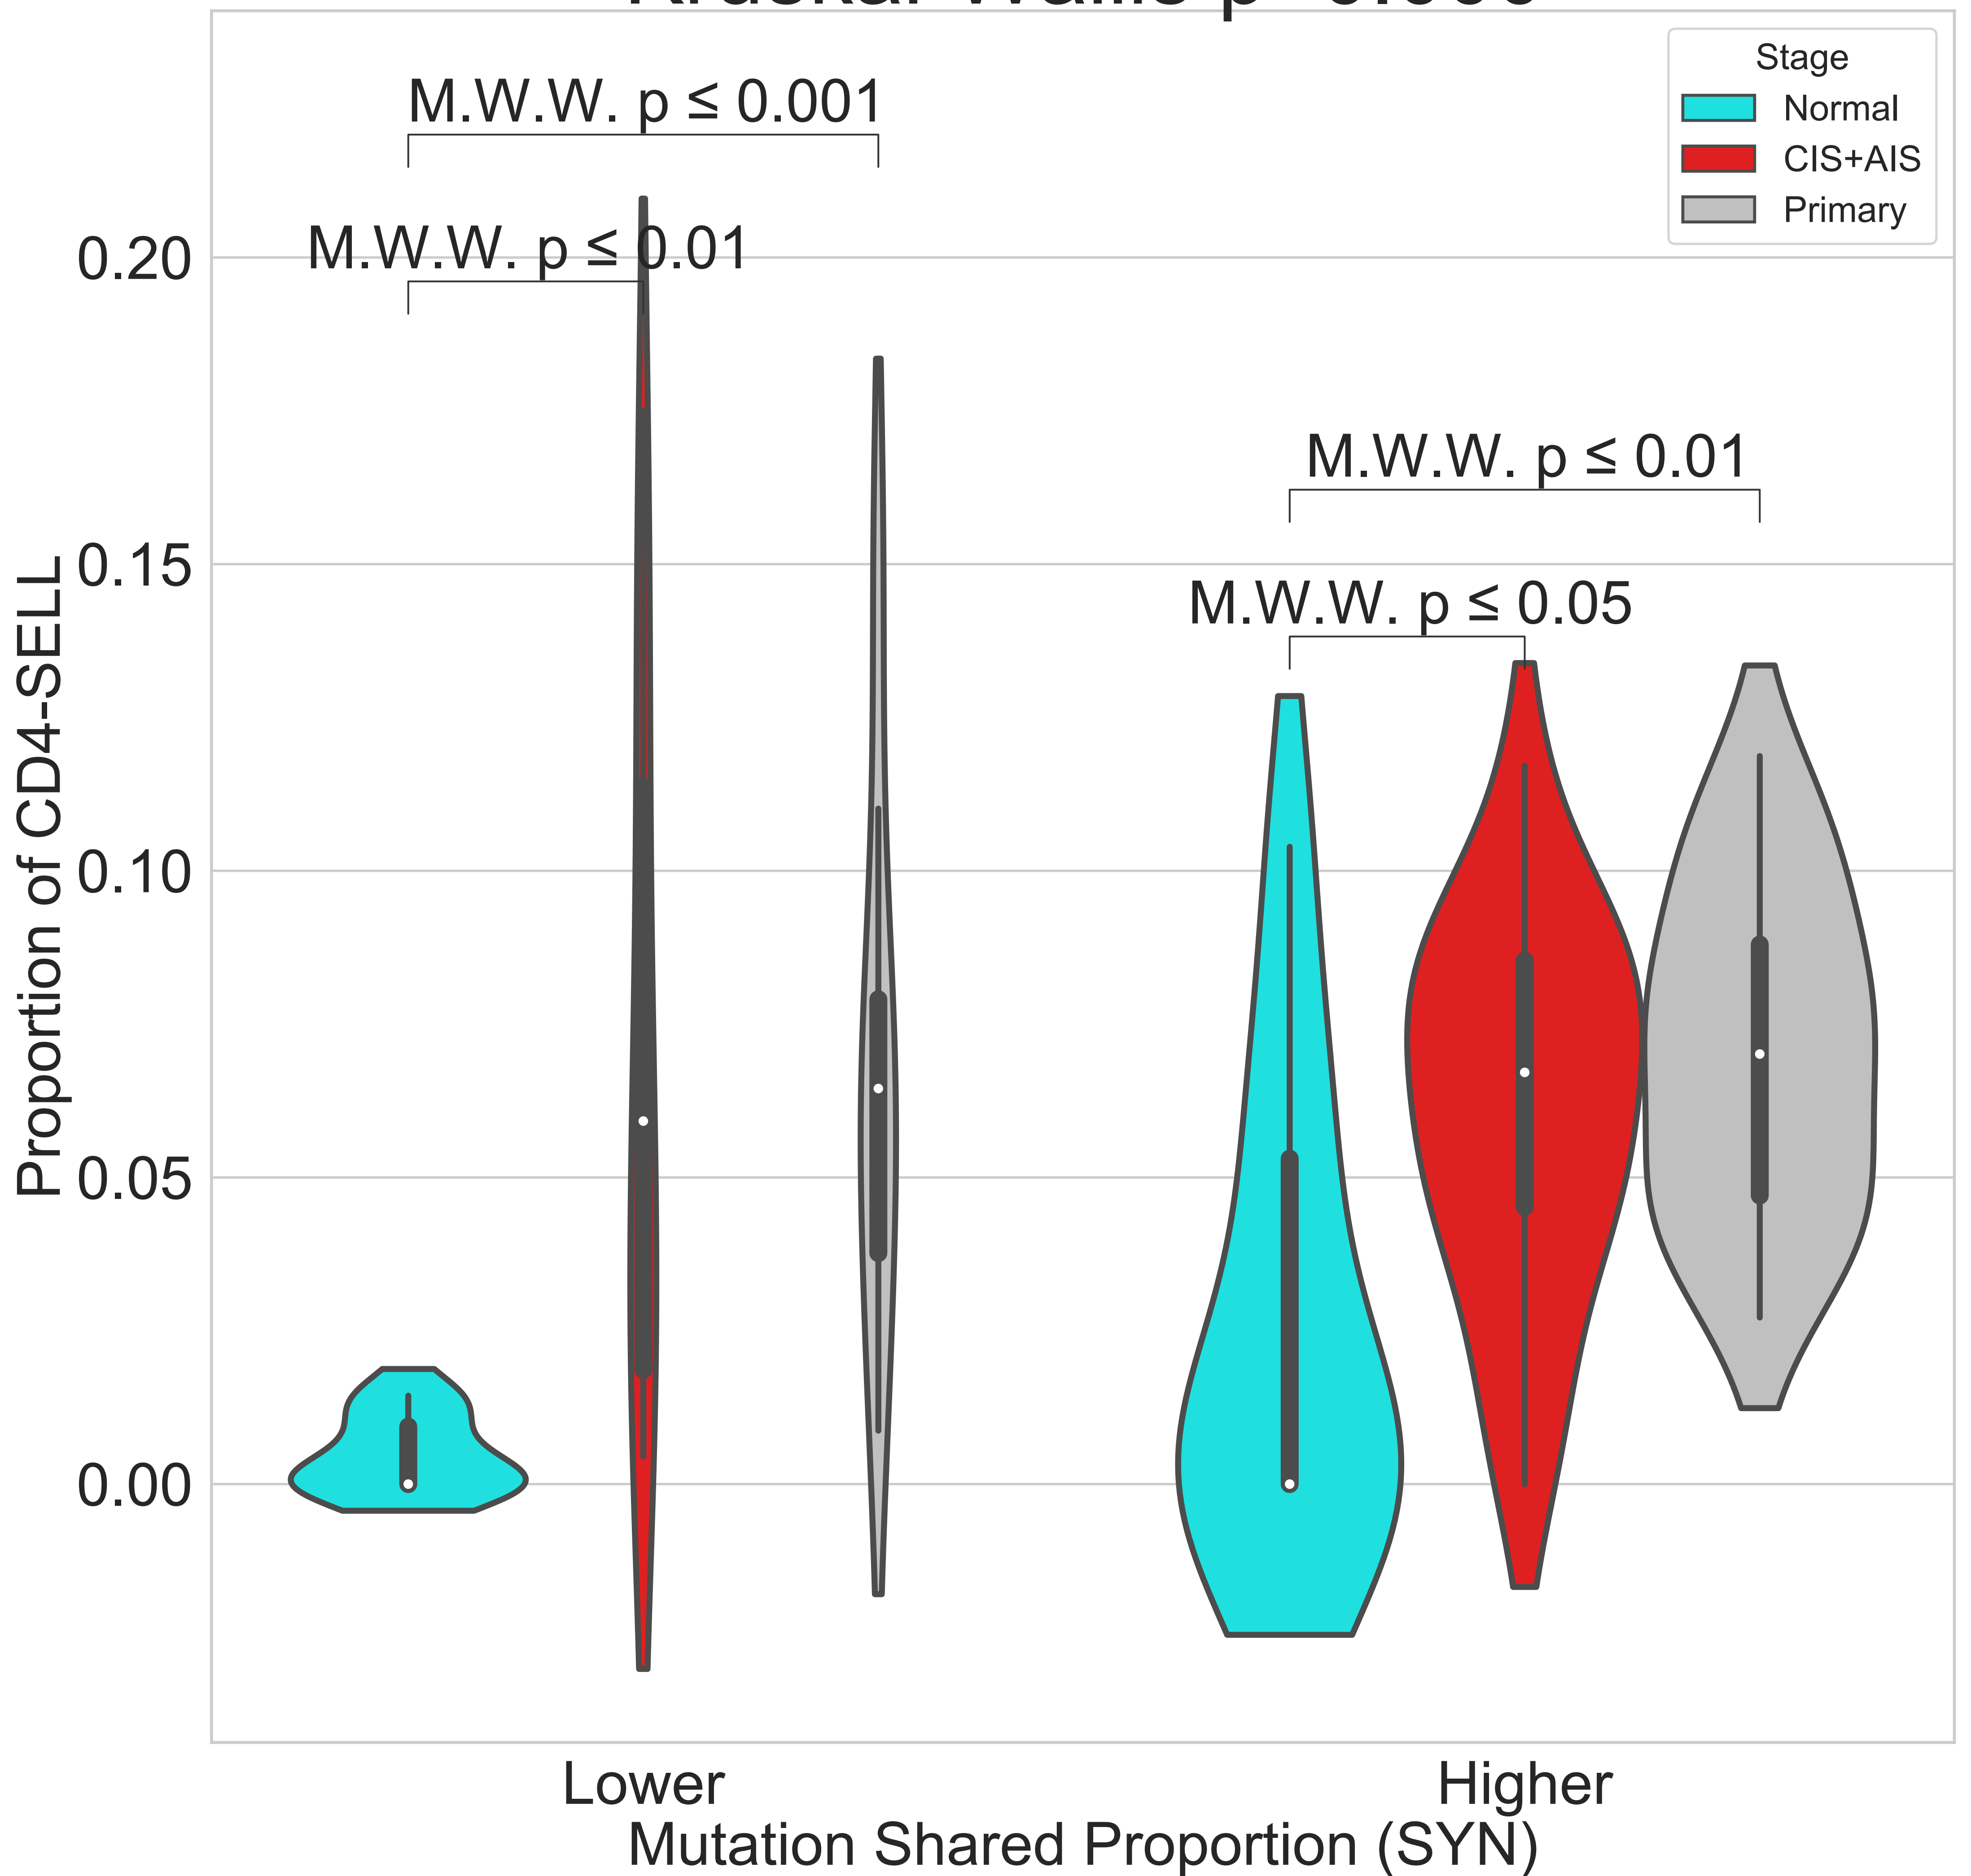 Stage
Normal
CIS+AIS
Primary
M.W.W. p ≤ 0.001
M.W.W. p ≤ 0.01
M.W.W. p ≤ 0.01
M.W.W. p ≤ 0.05
0.20
0.15
0.10
0.05
0.00
Proportion of CD4-SELL
Lower
Higher
Mutation Shared Proportion (SYN)